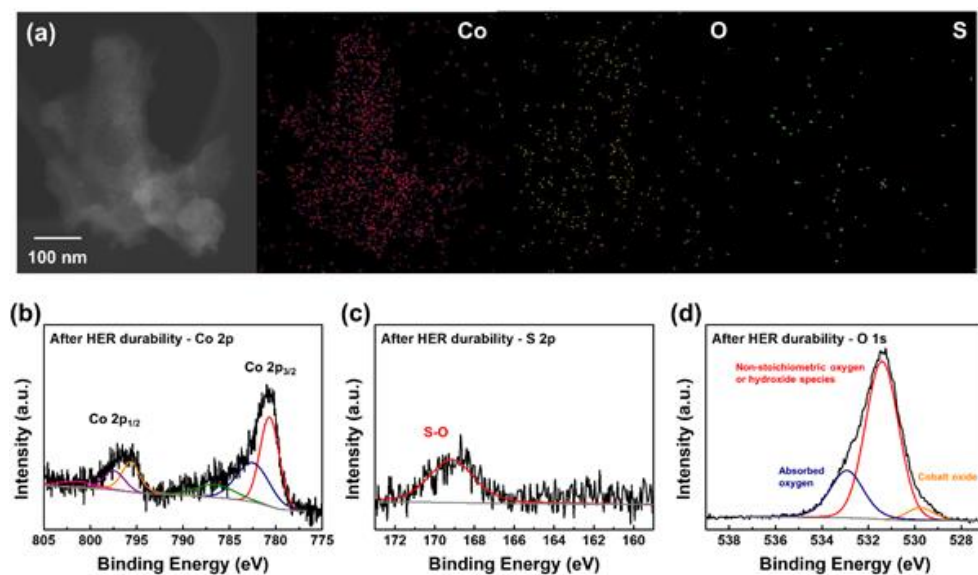 (a)
Co
O
S
100 nm
(b)
After HER durability - Co 2p
Co 2p3/2
Co 2p1/2
Intensity (a.u.)
805 800 795 790 785 780 775
Binding Energy (eV)
(c)
After HER durability - S 2p
S-O
Intensity (a.u.)
172 170 168 166 164 162 160
Binding Energy (eV)
(d)
After HER durability - O 1s
Non-stoichiometric oxygen
or hydroxide species
Absorbed
oxygen
Cobalt oxide
Intensity (a.u.)
538 536 534 532 530 528
Binding Energy (eV)